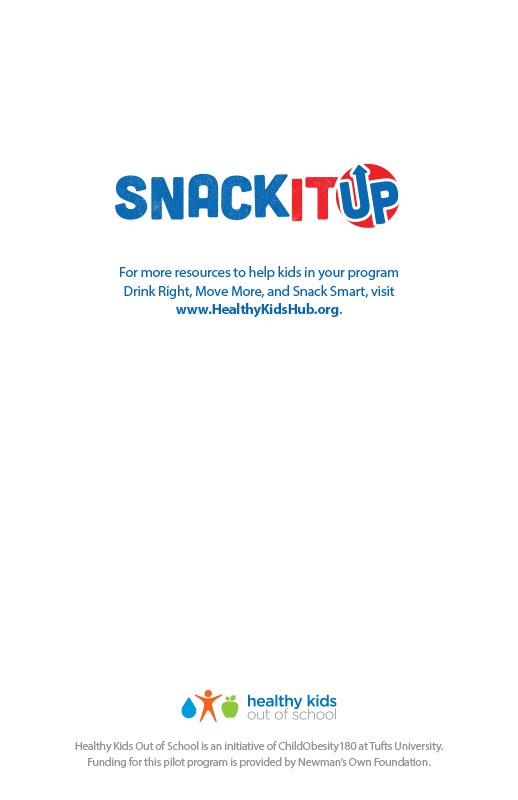 SNACKITUP
For more resources to help kids in your program
Drink Right, Move More, and Snack Smart, visit
www.HealthyKidsHub.org.
healthy kids
out of school
Healthy Kids Out of School is an initiative of ChildObesity180 at Tufts University.
Funding for this pilot program is provided by Newman's Own Foundation.